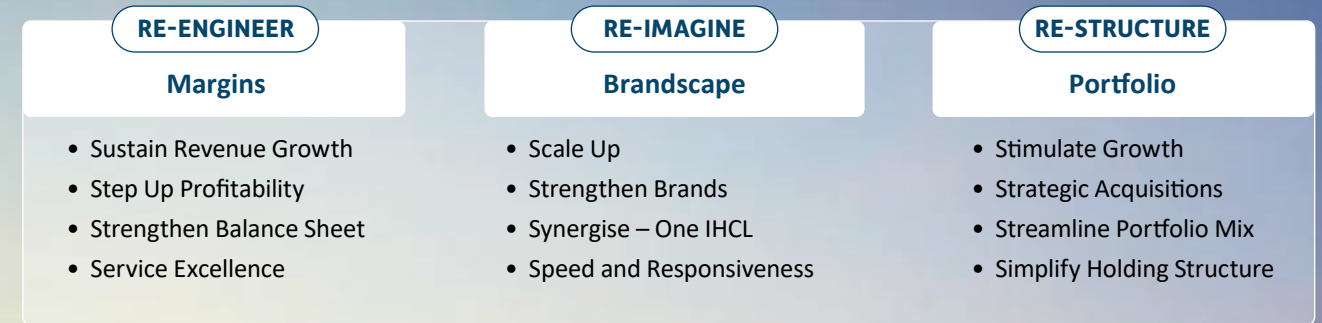 RE-ENGINEER
Margins
• Sustain Revenue Growth
• Step Up Profitability
• Strengthen Balance Sheet
• Service Excellence
RE-IMAGINE
Brandscape
• Scale Up
• Strengthen Brands
• Synergise – One IHCL
• Speed and Responsiveness
RE-STRUCTURE
Portfolio
• Stimulate Growth
• Strategic Acquisitions
• Streamline Portfolio Mix
• Simplify Holding Structure